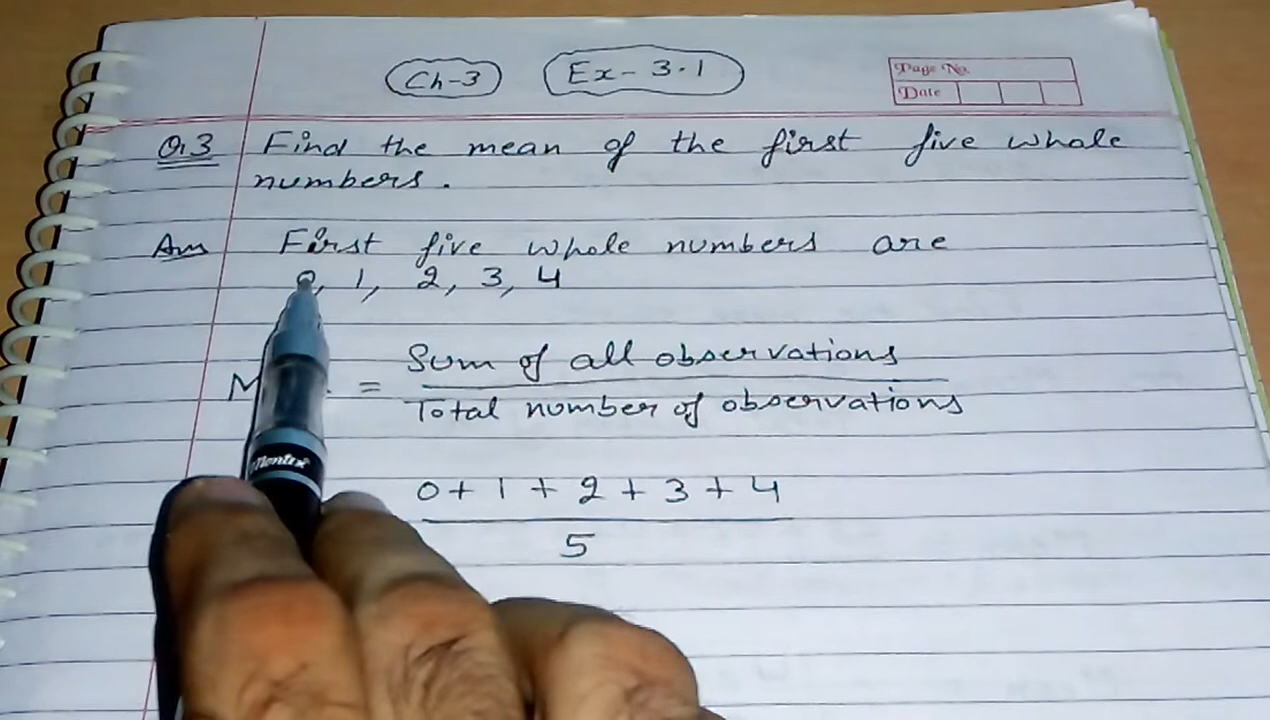 Ch-3 Ex-3.1
Page No.
Date
Q.3 Find the mean of the first five whole
numbers.
Ans First five whole numbers are
0, 1, 2, 3, 4
= Sum of all observations
Total number of observations
0+1+2+3+4
5
Mentrix